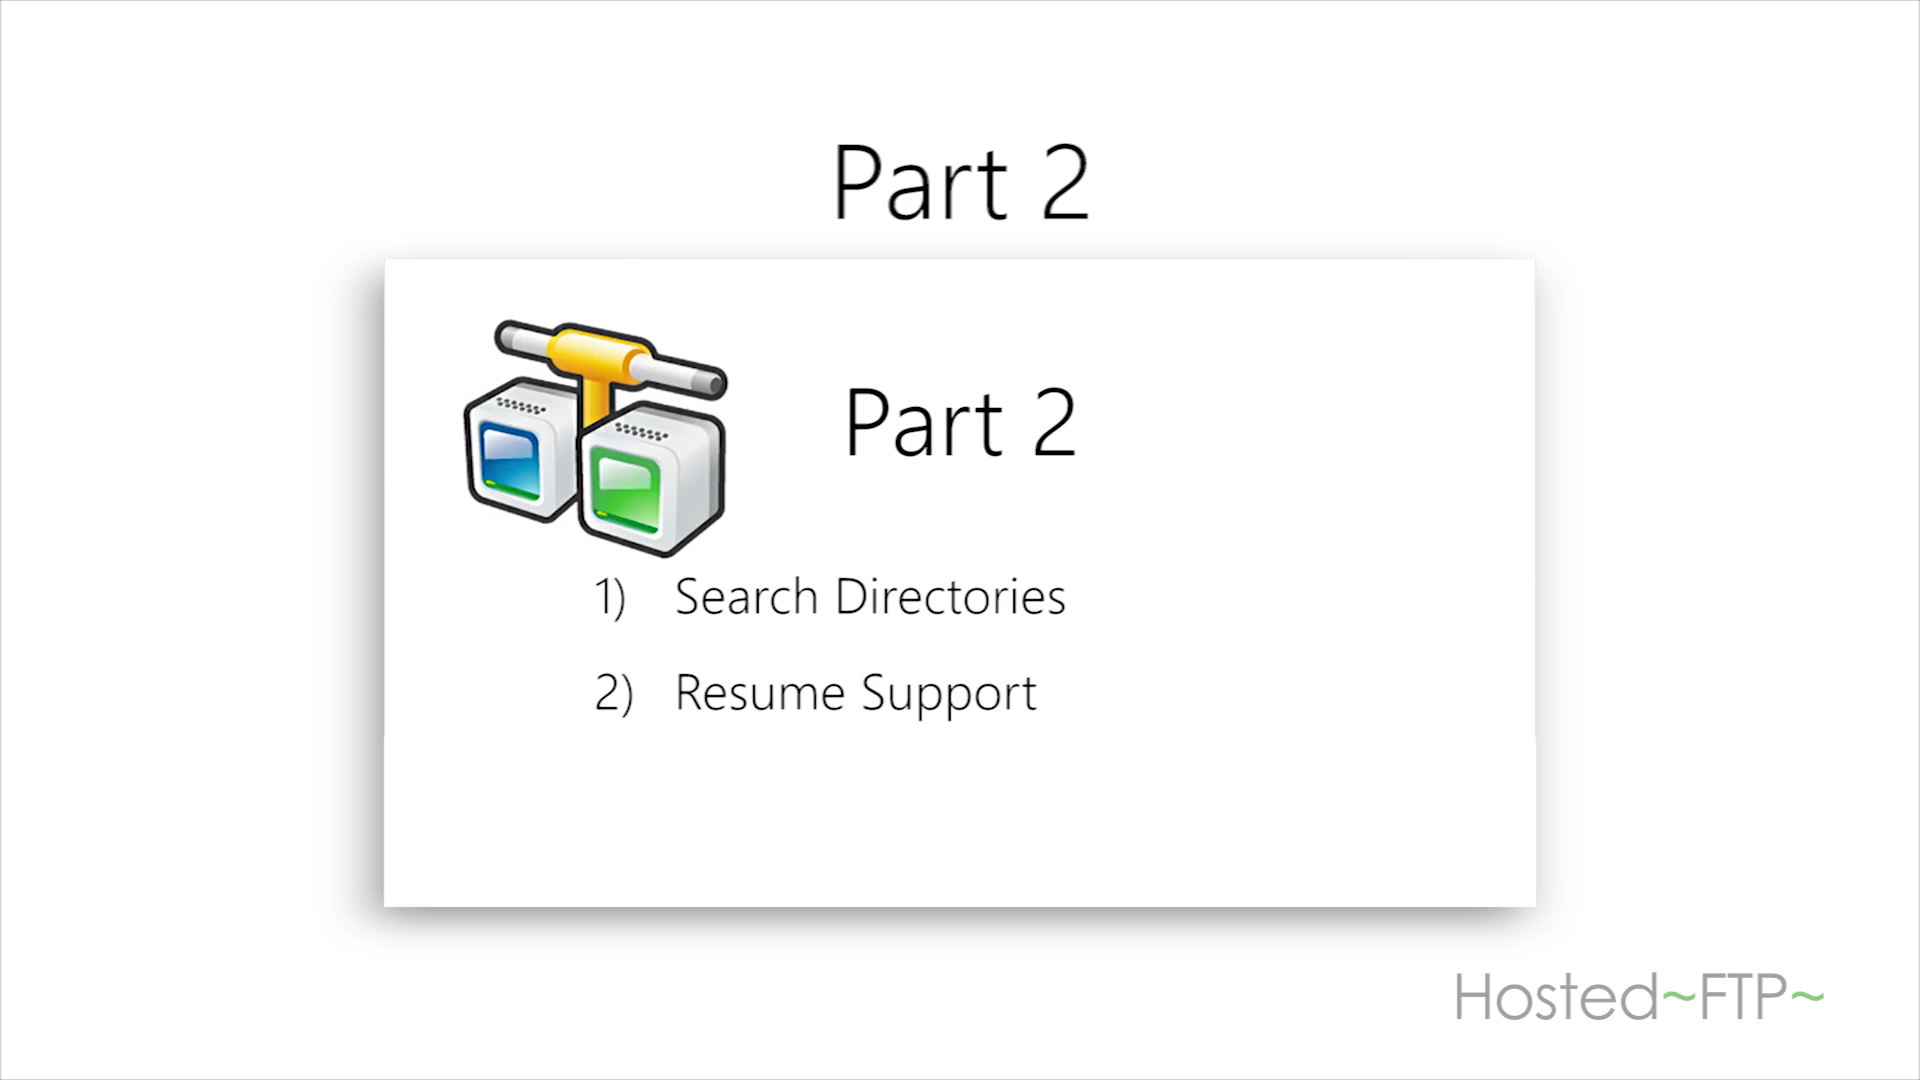 Part 2
Part 2
1) Search Directories
2) Resume Support
Hosted~FTP~